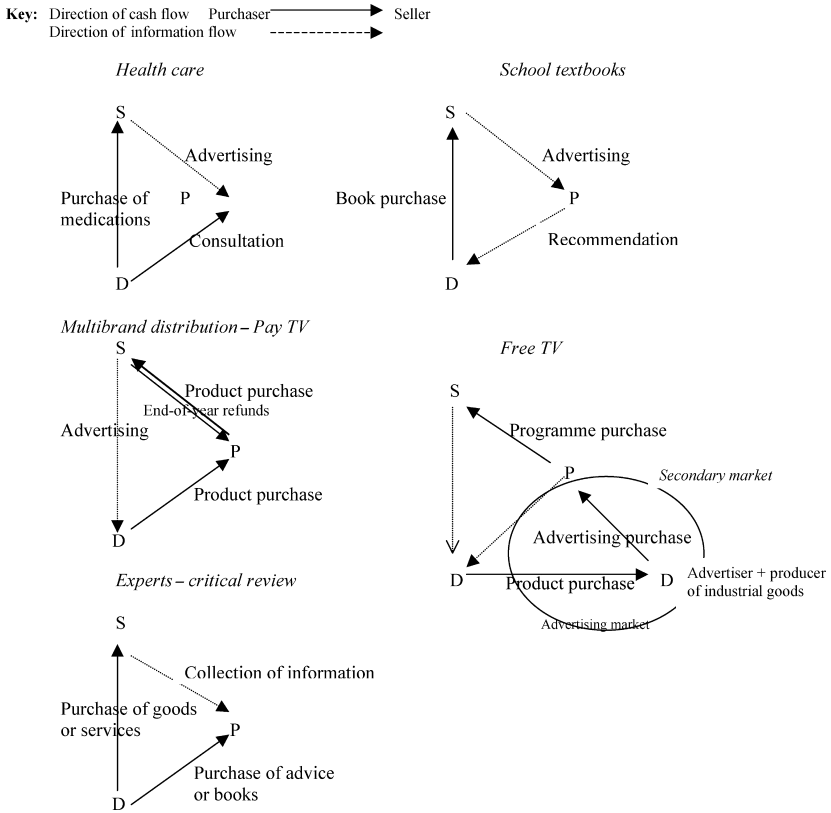 Key: Direction of cash flow Purchaser Seller
Direction of information flow
Health care
S
Advertising
Purchase of
medications
P
Consultation
D
School textbooks
S
Advertising
Book purchase
P
Recommendation
D
Multibrand distribution – Pay TV
S
Product purchase
End-of-year refunds
Advertising
P
Product purchase
D
Free TV
S
Programme purchase
P
Secondary market
Advertising purchase
D
Product purchase
D
Advertiser + producer
of industrial goods
Advertising market
Experts – critical review
S
Collection of information
Purchase of goods
or services
P
Purchase of advice
or books
D